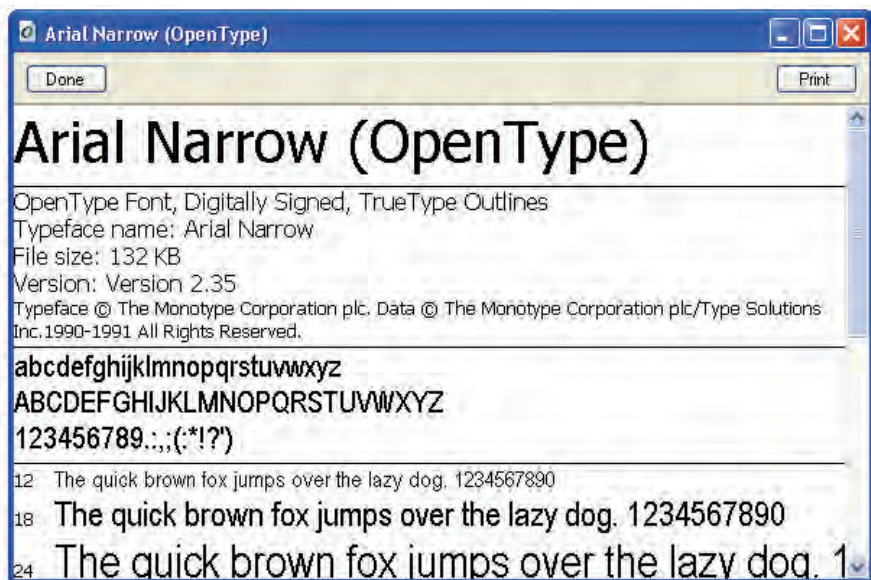 Arial Narrow (OpenType)
Done
Print
Arial Narrow (OpenType)
OpenType Font, Digitally Signed, TrueType Outlines
Typeface name: Arial Narrow
File size: 132 KB
Version: Version 2.35
Typeface © The Monotype Corporation plc. Data © The Monotype Corporation plc/Type Solutions
Inc.1990-1991 All Rights Reserved.
abcdefghijklmnopqrstuvwxyz
ABCDEFGHIJKLMNOPQRSTUVWXYZ
123456789.:,;(:*!?')
12 The quick brown fox jumps over the lazy dog. 1234567890
18 The quick brown fox jumps over the lazy dog. 1234567890
24 The quick brown fox jumps over the lazy dog. 1